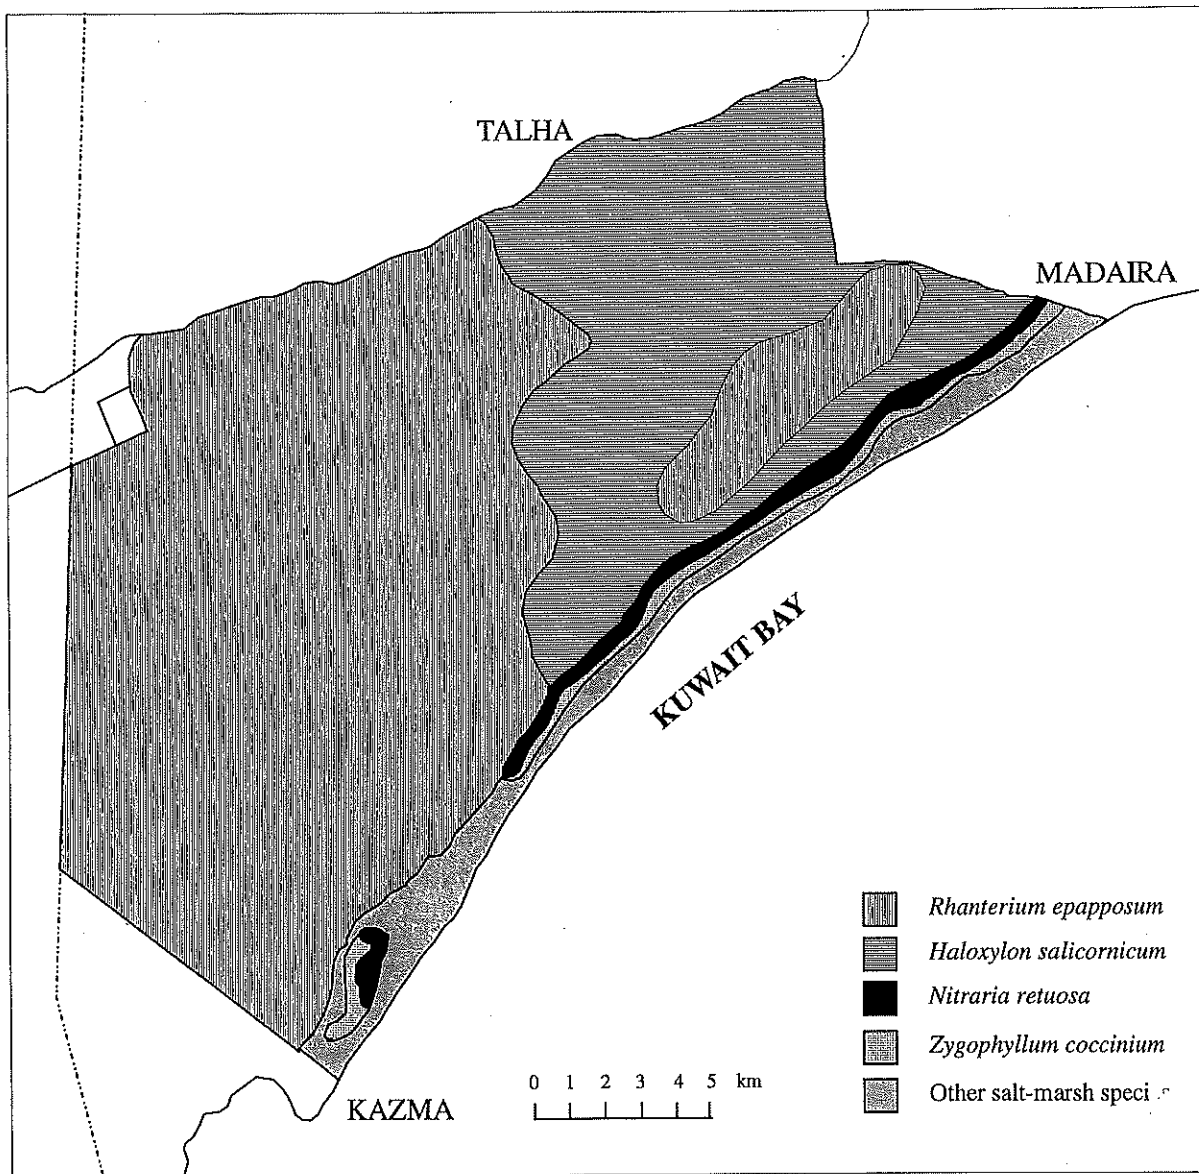 TALHA
MADAIRA
KUWAIT BAY
Rhanterium epapposum
Haloxylon salicornicum
Nitraria retuosa
Zygophyllum coccinium
Other salt-marsh speci
0 1 2 3 4 5 km
KAZMA